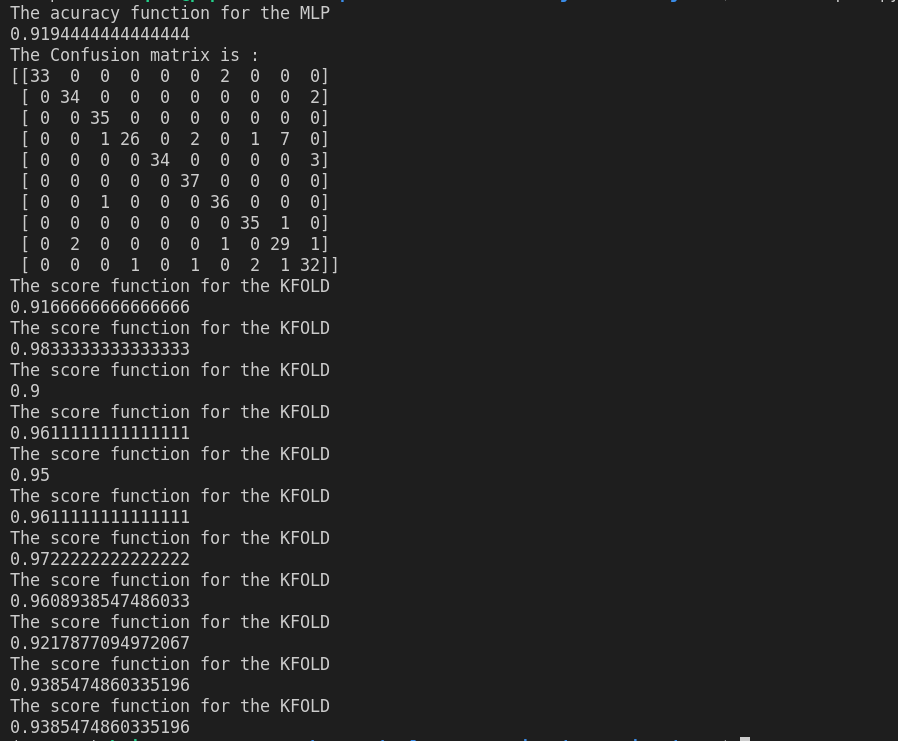 The acuracy function for the MLP
0.9194444444444444
The Confusion matrix is :
[[33  0  0  0  0  0  2  0  0  0]
 [ 0 34  0  0  0  0  0  0  0  2]
 [ 0  0 35  0  0  0  0  0  0  0]
 [ 0  0  1 26  0  2  0  1  7  0]
 [ 0  0  0  0 34  0  0  0  0  3]
 [ 0  0  0  0  0 37  0  0  0  0]
 [ 0  0  1  0  0  0 36  0  0  0]
 [ 0  0  0  0  0  0  0 35  1  0]
 [ 0  2  0  0  0  0  1  0 29  1]
 [ 0  0  0  1  0  1  0  2  1 32]]
The score function for the KFOLD
0.9166666666666666
The score function for the KFOLD
0.9833333333333333
The score function for the KFOLD
0.9
The score function for the KFOLD
0.9611111111111111
The score function for the KFOLD
0.95
The score function for the KFOLD
0.9611111111111111
The score function for the KFOLD
0.9722222222222222
The score function for the KFOLD
0.9608938547486033
The score function for the KFOLD
0.9217877094972067
The score function for the KFOLD
0.9385474860335196
The score function for the KFOLD
0.9385474860335196